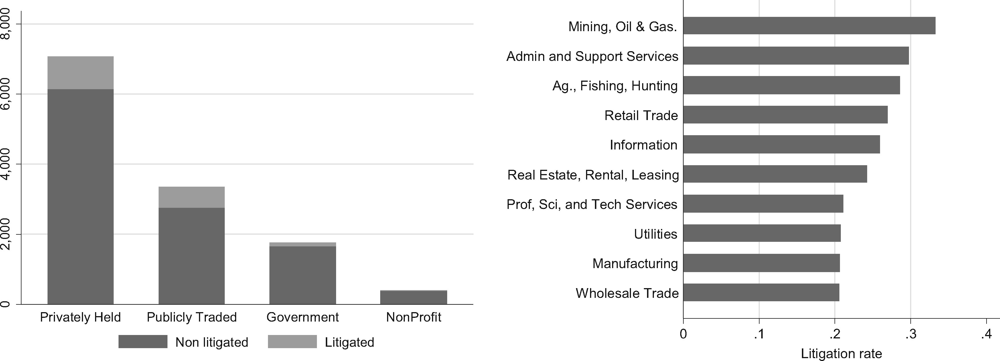 8,000
6,000
4,000
2,000
0
Privately Held
Publicly Traded
Government
NonProfit
Non litigated
Litigated
Mining, Oil & Gas.
Admin and Support Services
Ag., Fishing, Hunting
Retail Trade
Information
Real Estate, Rental, Leasing
Prof, Sci, and Tech Services
Utilities
Manufacturing
Wholesale Trade
0 .1 .2 .3 .4
Litigation rate